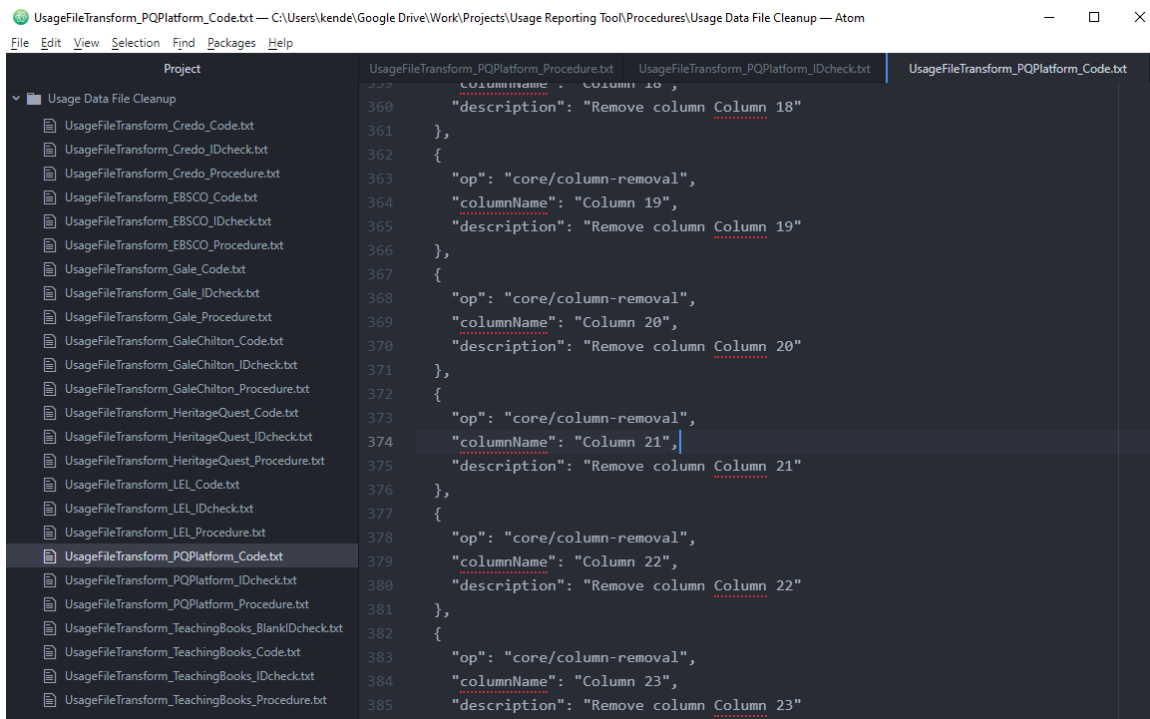 UsageFileTransform_PQPlatform_Code.txt — C:\Users\kende\Google Drive\Work\Projects\Usage Reporting Tool\Procedures\Usage Data File Cleanup — Atom
File Edit View Selection Find Packages Help
Project
UsageFileTransform_PQPlatform_Procedure.txt UsageFileTransform_PQPlatform_IDcheck.txt UsageFileTransform_PQPlatform_Code.txt
Usage Data File Cleanup
UsageFileTransform_Credo_Code.txt
UsageFileTransform_Credo_IDcheck.txt
UsageFileTransform_Credo_Procedure.txt
UsageFileTransform_EBSCO_Code.txt
UsageFileTransform_EBSCO_IDcheck.txt
UsageFileTransform_EBSCO_Procedure.txt
UsageFileTransform_Gale_Code.txt
UsageFileTransform_Gale_IDcheck.txt
UsageFileTransform_Gale_Procedure.txt
UsageFileTransform_GaleChilton_Code.txt
UsageFileTransform_GaleChilton_IDcheck.txt
UsageFileTransform_GaleChilton_Procedure.txt
UsageFileTransform_HeritageQuest_Code.txt
UsageFileTransform_HeritageQuest_IDcheck.txt
UsageFileTransform_HeritageQuest_Procedure.txt
UsageFileTransform_LEL_Code.txt
UsageFileTransform_LEL_IDcheck.txt
UsageFileTransform_LEL_Procedure.txt
UsageFileTransform_PQPlatform_Code.txt
UsageFileTransform_PQPlatform_IDcheck.txt
UsageFileTransform_PQPlatform_Procedure.txt
UsageFileTransform_TeachingBooks_BlankIDcheck.txt
UsageFileTransform_TeachingBooks_Code.txt
UsageFileTransform_TeachingBooks_IDcheck.txt
UsageFileTransform_TeachingBooks_Procedure.txt
359 "columnName": "Column 18",
360 "description": "Remove column Column 18"
361 },
362 {
363 "op": "core/column-removal",
364 "columnName": "Column 19",
365 "description": "Remove column Column 19"
366 },
367 {
368 "op": "core/column-removal",
369 "columnName": "Column 20",
370 "description": "Remove column Column 20"
371 },
372 {
373 "op": "core/column-removal",
374 "columnName": "Column 21",
375 "description": "Remove column Column 21"
376 },
377 {
378 "op": "core/column-removal",
379 "columnName": "Column 22",
380 "description": "Remove column Column 22"
381 },
382 {
383 "op": "core/column-removal",
384 "columnName": "Column 23",
385 "description": "Remove column Column 23"